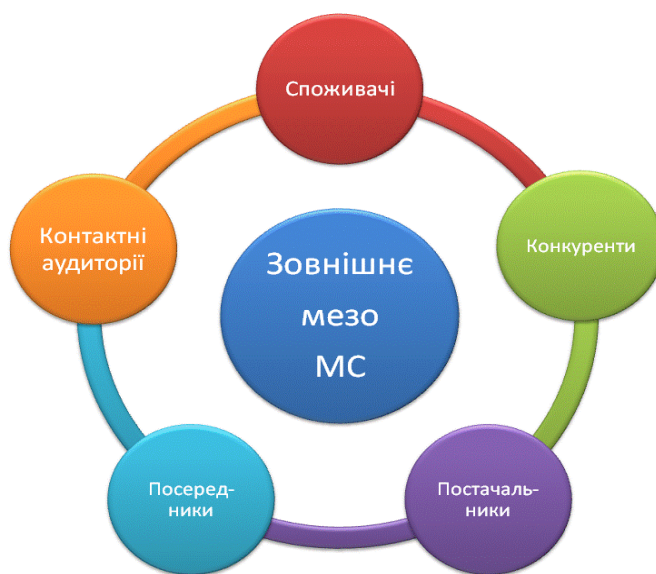 Споживачі
Контактні
аудиторії
Конкуренти
Зовнішнє
мезо
МС
Посеред-
ники
Постачаль-
ники